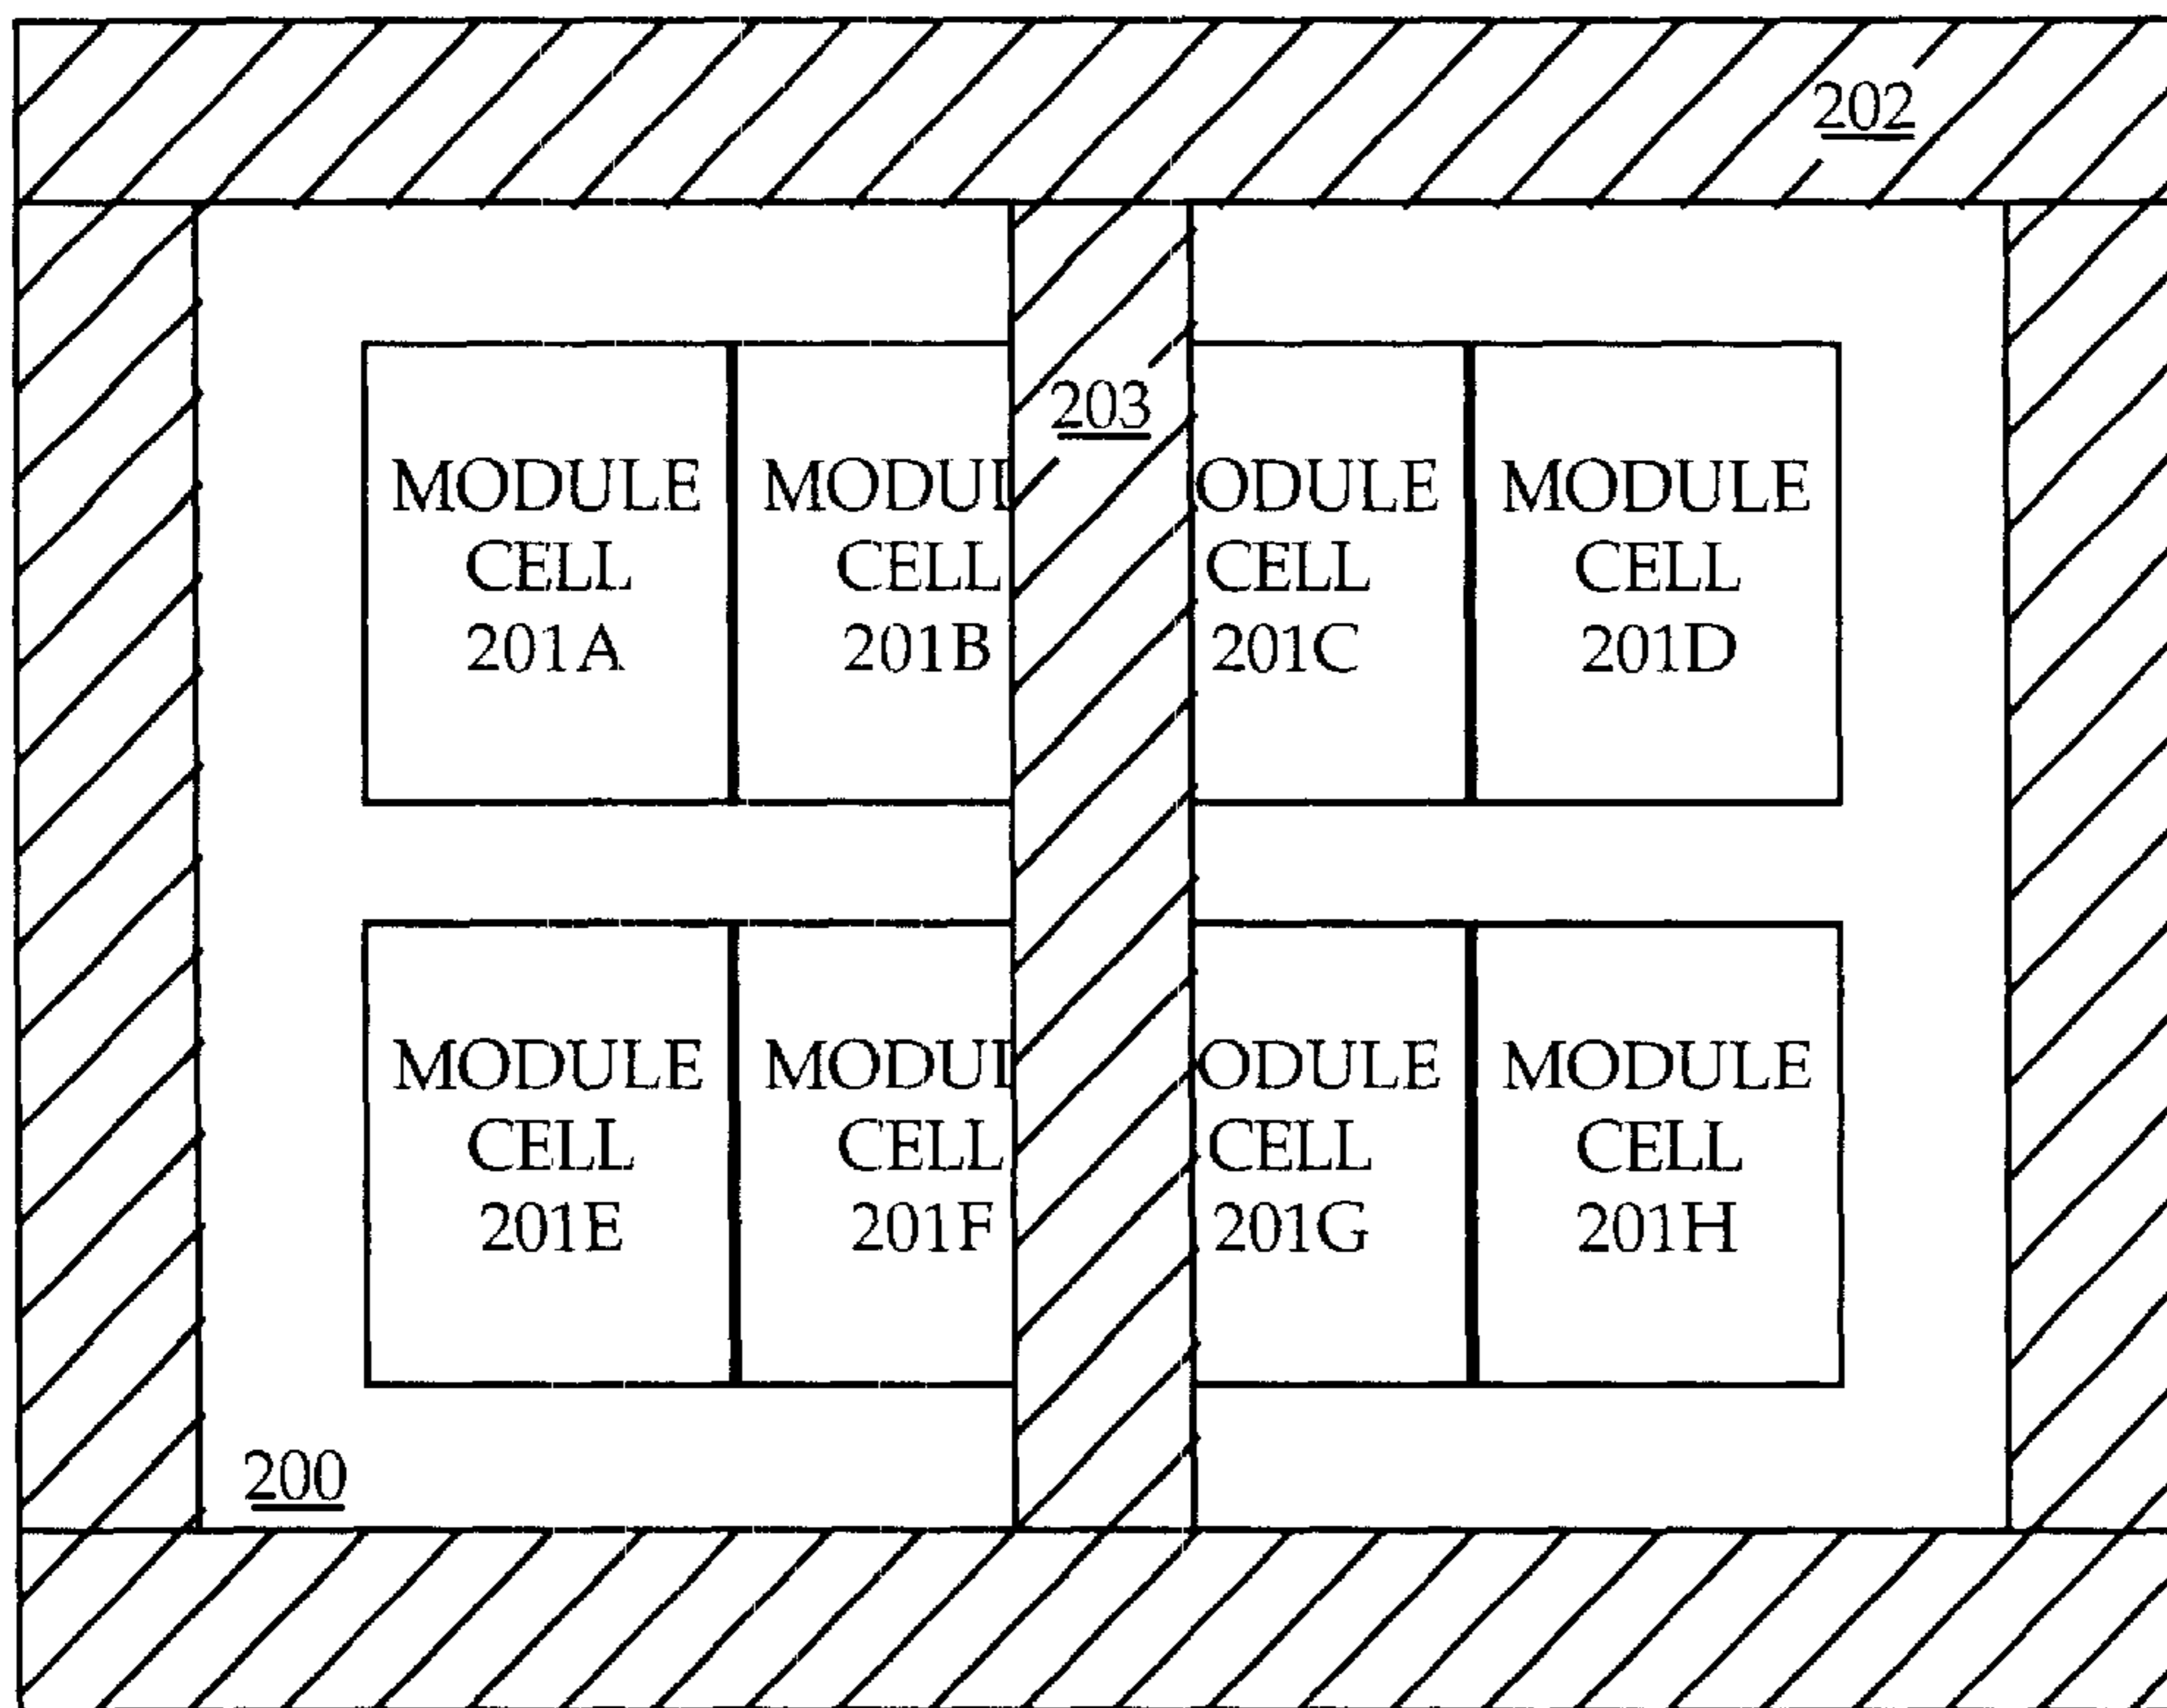 202
203
MODULE
CELL
201A
MODUL
CELL
201B
ODULE
CELL
201C
MODULE
CELL
201D
MODULE
CELL
201E
MODUL
CELL
201F
ODULE
CELL
201G
MODULE
CELL
201H
200